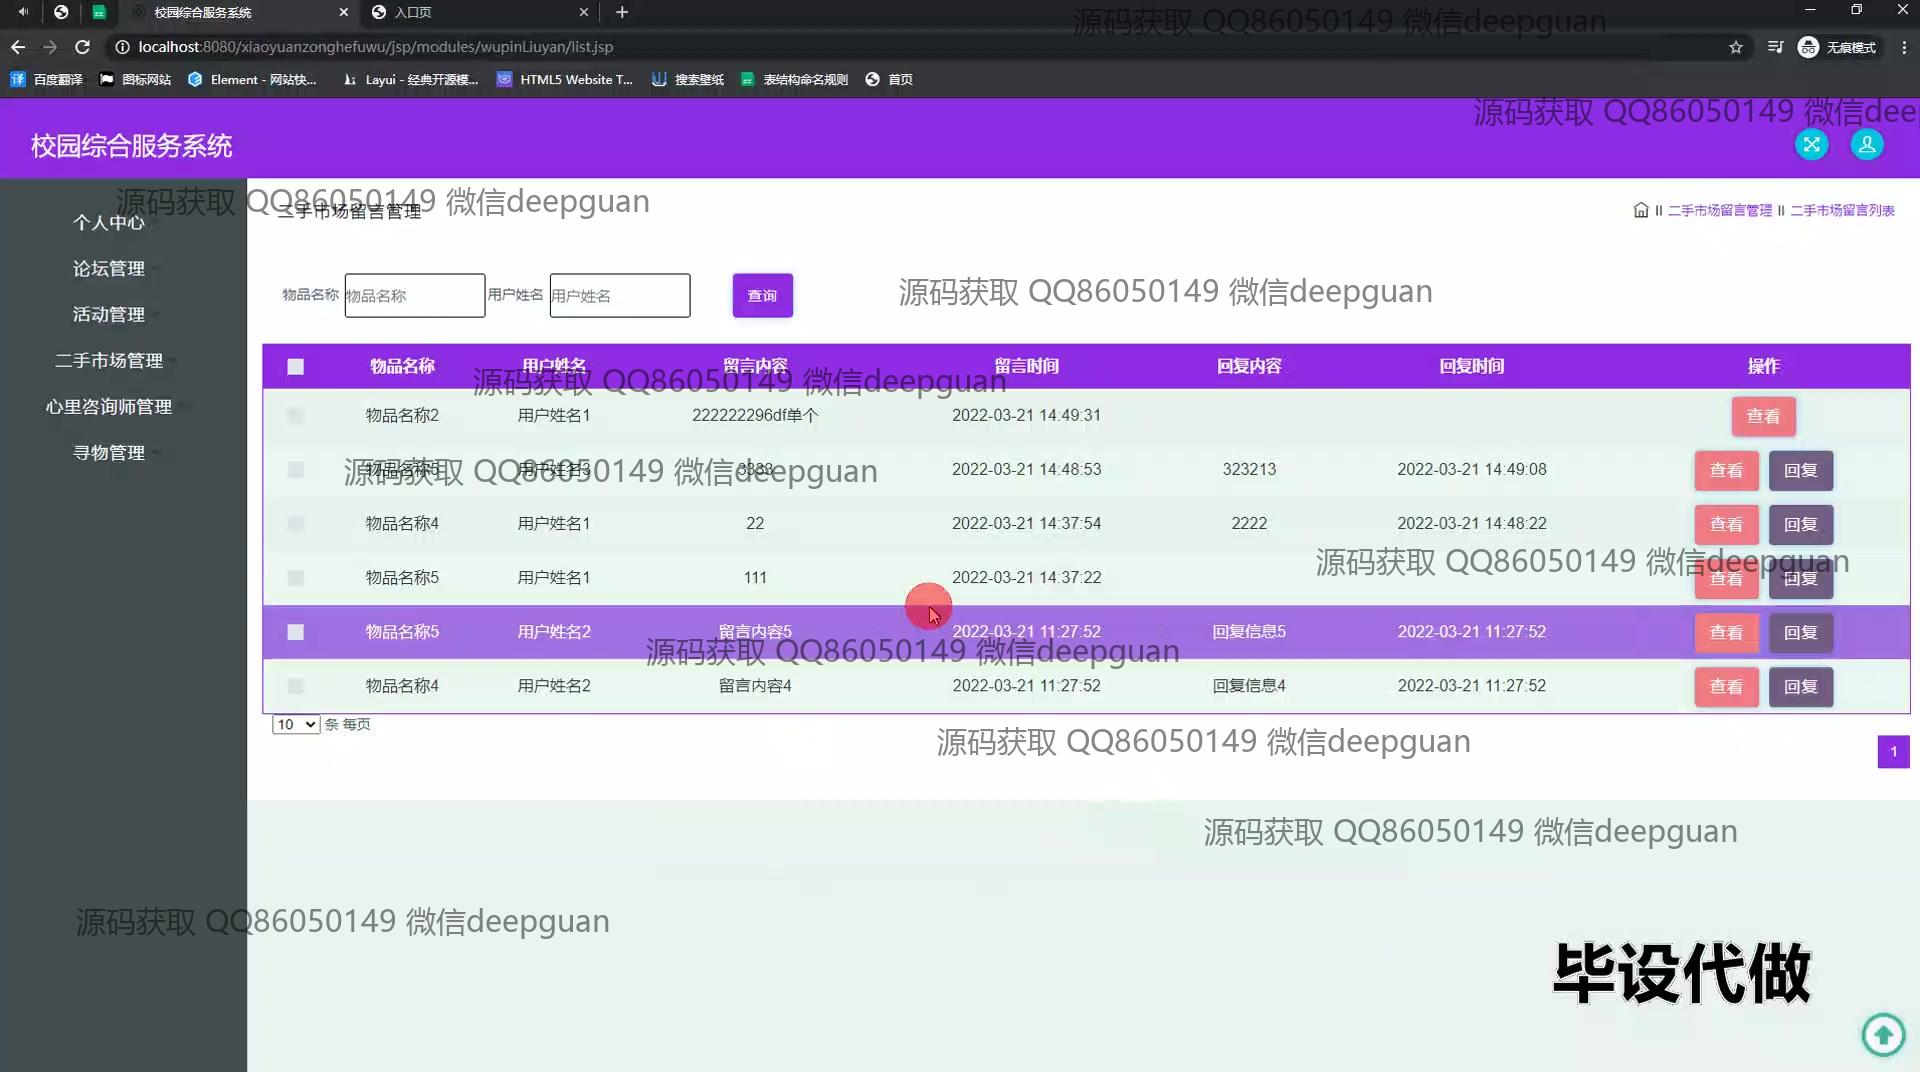 校园综合服务系统
入口页
源码获取 QQ86050149 微信deepguan
localhost:8080/xiaoyuanzonghefuwu/jsp/modules/wupinLiuyan/list.jsp
无痕模式
百度翻译 图标网站 Element - 网站快... Layui - 经典开源模... HTML5 Website T... 搜索壁纸 表结构命名规则 首页
源码获取 QQ86050149 微信dee
校园综合服务系统
源码获取 QQ86050149 微信deepguan
二手市场留言管理
二手市场留言管理 二手市场留言列表
个人中心
论坛管理
活动管理
二手市场管理
心里咨询师管理
寻物管理
物品名称 物品名称 用户姓名 用户姓名 查询
源码获取 QQ86050149 微信deepguan
物品名称 用户姓名 留言内容 留言时间 回复内容 回复时间 操作
源码获取 QQ86050149 微信deepguan
物品名称2 用户姓名1 222222296df单个 2022-03-21 14:49:31 查看
物品名称5 用户姓名3 3333 2022-03-21 14:48:53 323213 2022-03-21 14:49:08 查看 回复
源码获取 QQ86050149 微信deepguan
物品名称4 用户姓名1 22 2022-03-21 14:37:54 2222 2022-03-21 14:48:22 查看 回复
源码获取 QQ86050149 微信deepguan
物品名称5 用户姓名1 111 2022-03-21 14:37:22 查看 回复
物品名称5 用户姓名2 留言内容5 2022-03-21 11:27:52 回复信息5 2022-03-21 11:27:52 查看 回复
源码获取 QQ86050149 微信deepguan
物品名称4 用户姓名2 留言内容4 2022-03-21 11:27:52 回复信息4 2022-03-21 11:27:52 查看 回复
10 条 每页
源码获取 QQ86050149 微信deepguan
1
源码获取 QQ86050149 微信deepguan
源码获取 QQ86050149 微信deepguan
毕设代做